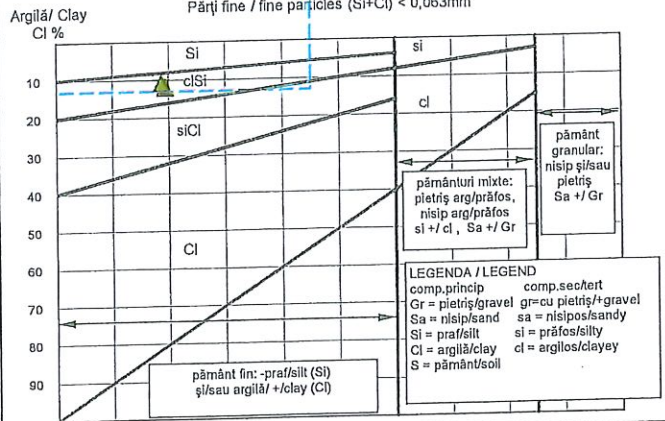 Părţi fine / fine particles (Si+Cl) < 0,063mm
Argilă/ Clay
Cl %
Si
si
clSi
10
cl
siCl
20
30
40
Cl
50
60
70
80
90
pământ
granular:
nisip şi/sau
pietriş
Sa +/ Gr
pământuri mixte:
pietriş arg/prăfos,
nisip arg/prăfos
si +/ cl , Sa +/ Gr
LEGENDA / LEGEND
comp.princip comp.sec/tert
Gr = pietriş/gravel gr=cu pietriş/+gravel
Sa = nisip/sand sa = nisipos/sandy
Si = praf/silt si = prăfos/silty
Cl = argilă/clay cl = argilos/clayey
S = pământ/soil
pământ fin: -praf/silt (Si)
şi/sau argilă/ +/clay (Cl)